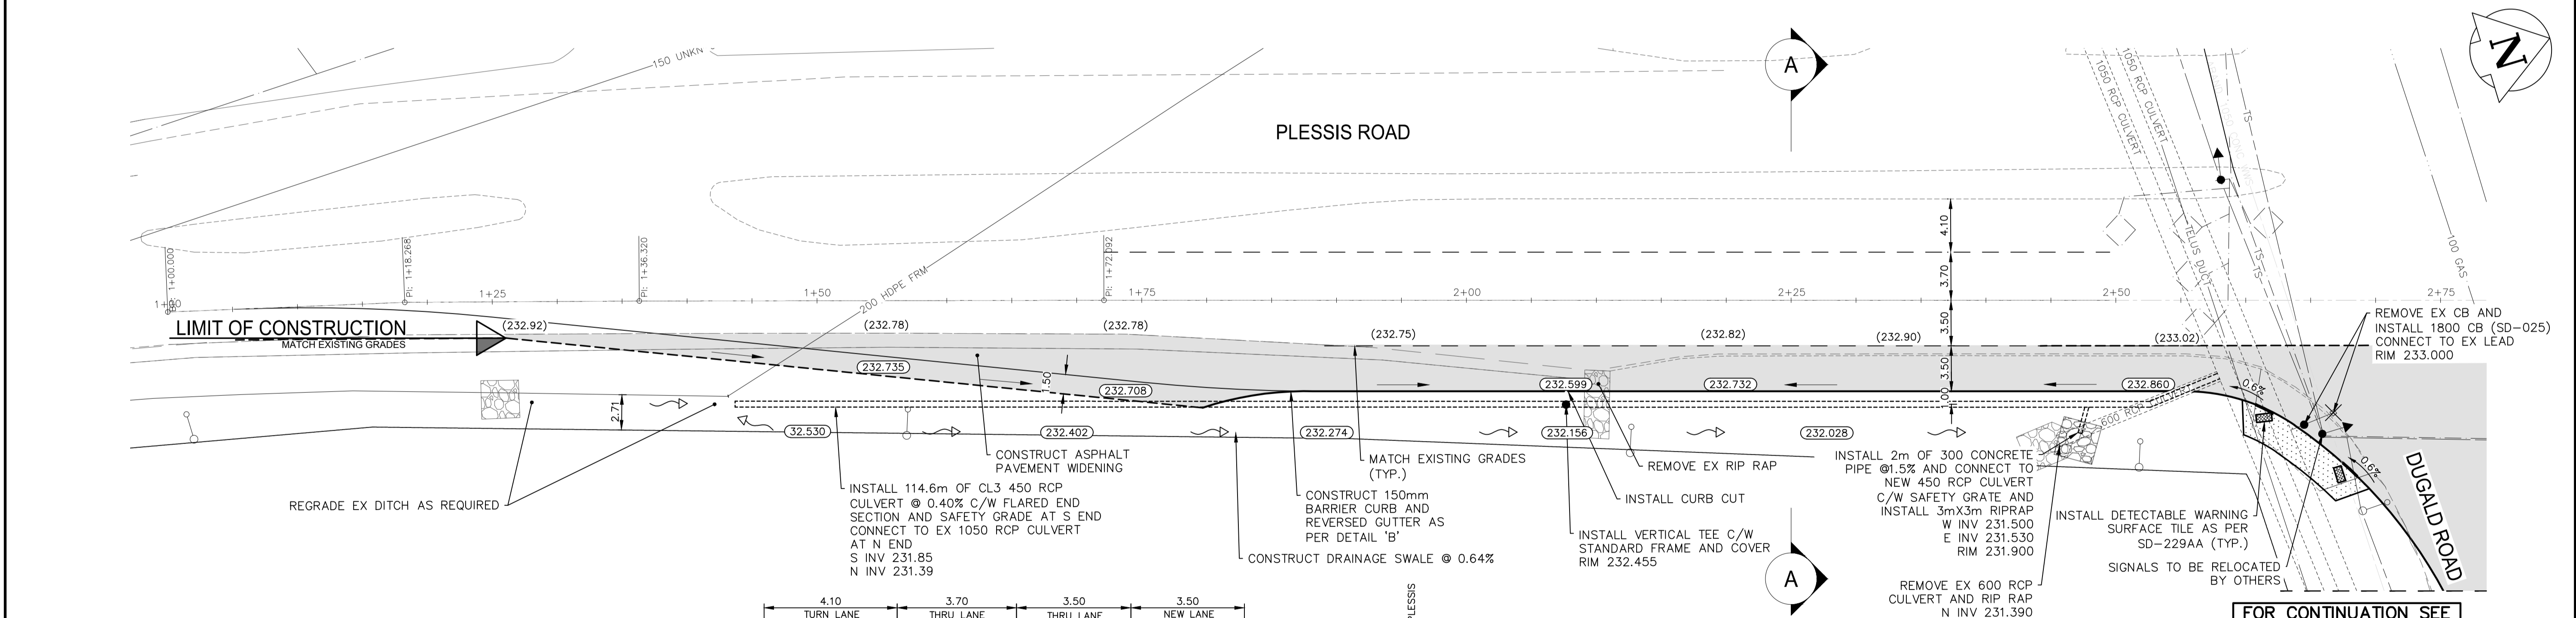 150 UNKN
A
N
PLESSIS ROAD
1050 RCP CULVERT
1050 RCP CULVERT
TS
TELUS DUCT
TS
TS
100 GAS
4.10
3.70
3.50
3.50
1.00
1+00.000
PI: 1+18.268
PI: 1+36.320
PI: 1+72.092
200 HDPE FRM
1+25
1+50
1+75
2+00
2+25
2+50
2+75
LIMIT OF CONSTRUCTION
MATCH EXISTING GRADES
(232.92)
(232.78)
(232.78)
(232.75)
(232.82)
(232.90)
(233.02)
REMOVE EX CB AND
INSTALL 1800 CB (SD-025)
CONNECT TO EX LEAD
RIM 233.000
232.735
232.708
232.599
232.732
232.860
1.50
2.71
0.6%
0.6%
32.530
232.402
232.274
232.156
232.028
600 RCP
REGRADE EX DITCH AS REQUIRED
INSTALL 114.6m OF CL3 450 RCP
CULVERT @ 0.40% C/W FLARED END
SECTION AND SAFETY GRADE AT S END
CONNECT TO EX 1050 RCP CULVERT
AT N END
S INV 231.85
N INV 231.39
CONSTRUCT ASPHALT
PAVEMENT WIDENING
CONSTRUCT DRAINAGE SWALE @ 0.64%
CONSTRUCT 150mm
BARRIER CURB AND
REVERSED GUTTER AS
PER DETAIL 'B'
MATCH EXISTING GRADES
(TYP.)
REMOVE EX RIP RAP
INSTALL CURB CUT
INSTALL VERTICAL TEE C/W
STANDARD FRAME AND COVER
RIM 232.455
INSTALL 2m OF 300 CONCRETE
PIPE @1.5% AND CONNECT TO
NEW 450 RCP CULVERT
C/W SAFETY GRATE AND
INSTALL 3mX3m RIPRAP
W INV 231.500
E INV 231.530
RIM 231.900
REMOVE EX 600 RCP
CULVERT AND RIP RAP
N INV 231.390
INSTALL DETECTABLE WARNING
SURFACE TILE AS PER
SD-229AA (TYP.)
SIGNALS TO BE RELOCATED
BY OTHERS
DUGALD ROAD
A
4.10
TURN LANE
3.70
THRU LANE
3.50
THRU LANE
3.50
NEW LANE
PLESSIS
FOR CONTINUATION SEE